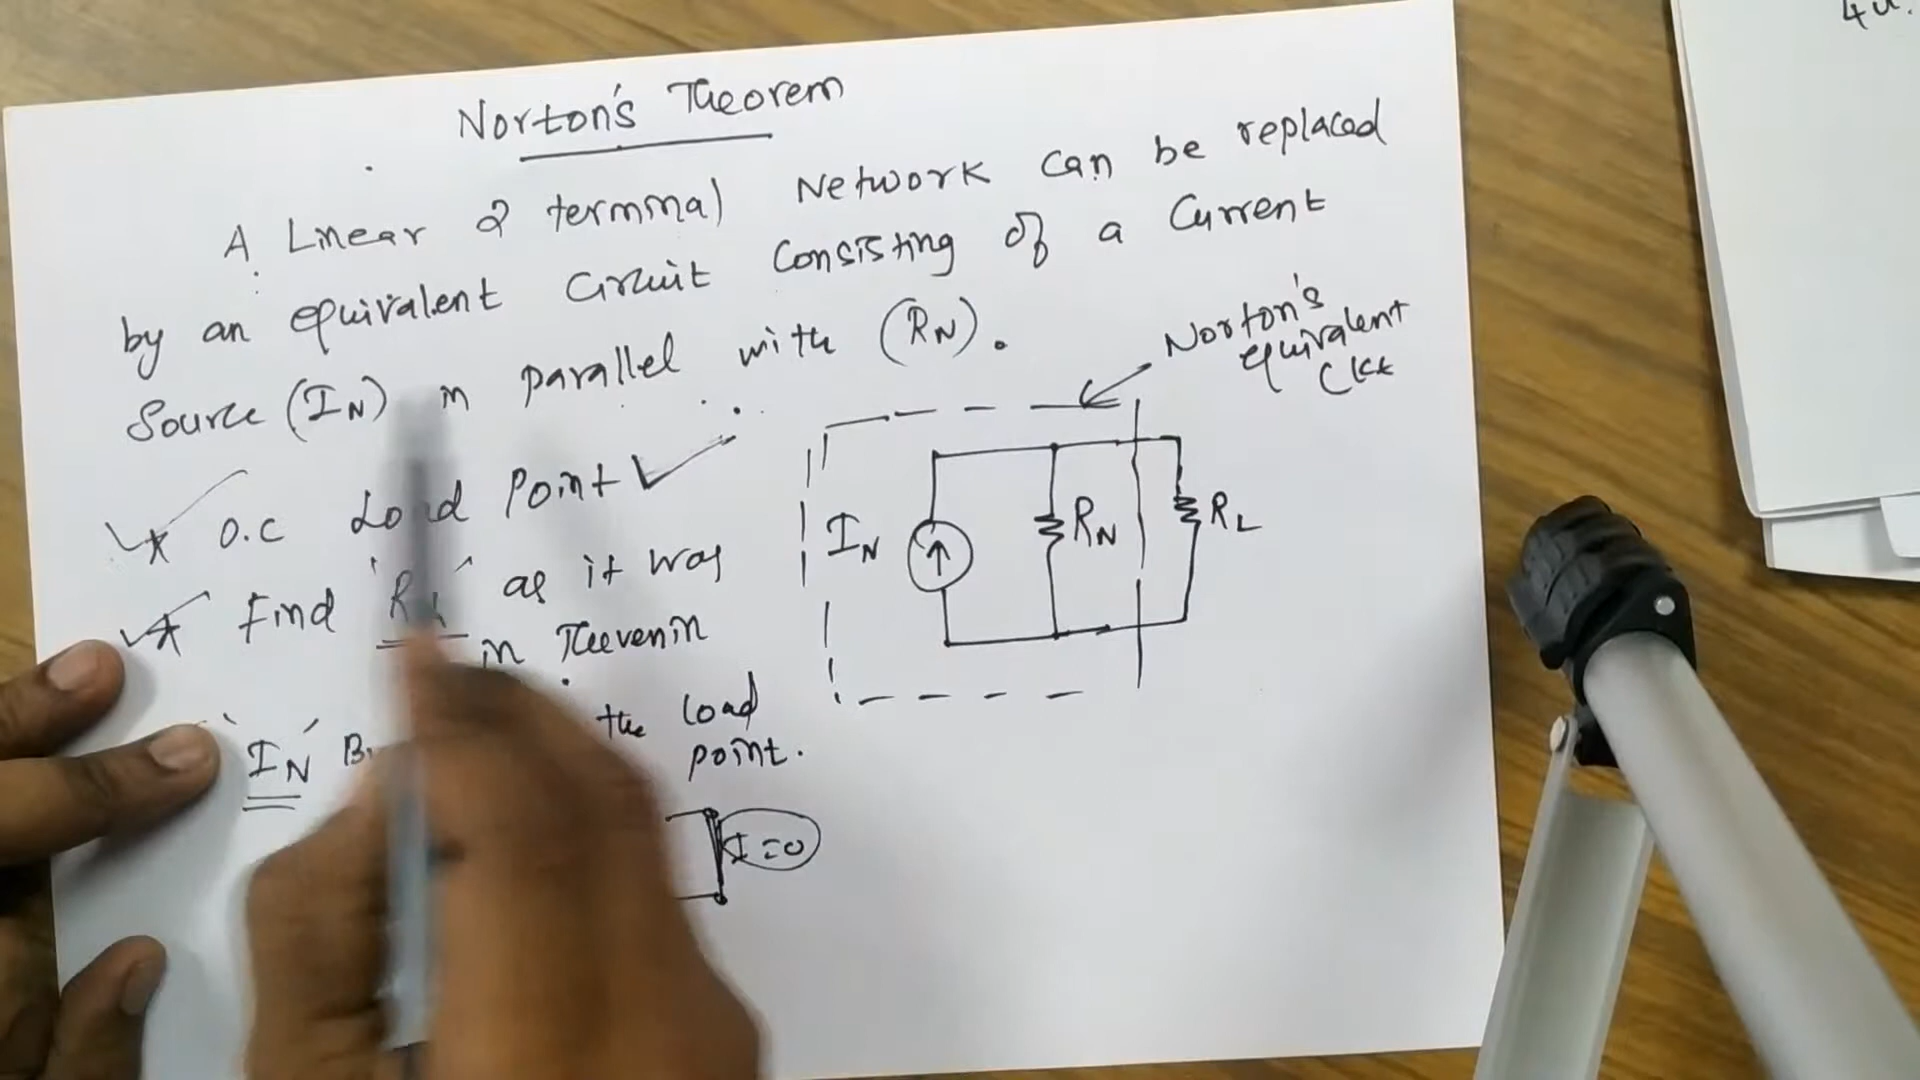 Norton's Theorem
A Linear 2 terminal Network can be replaced
by an equivalent Circuit Consisting of a Current
Source (IN) in parallel with (RN).
Norton's
equivalent
Ckt
O.C Load Point
Find as it was
in Thevenin
'IN' the load
point.
IN
RN
RL
I=0
4